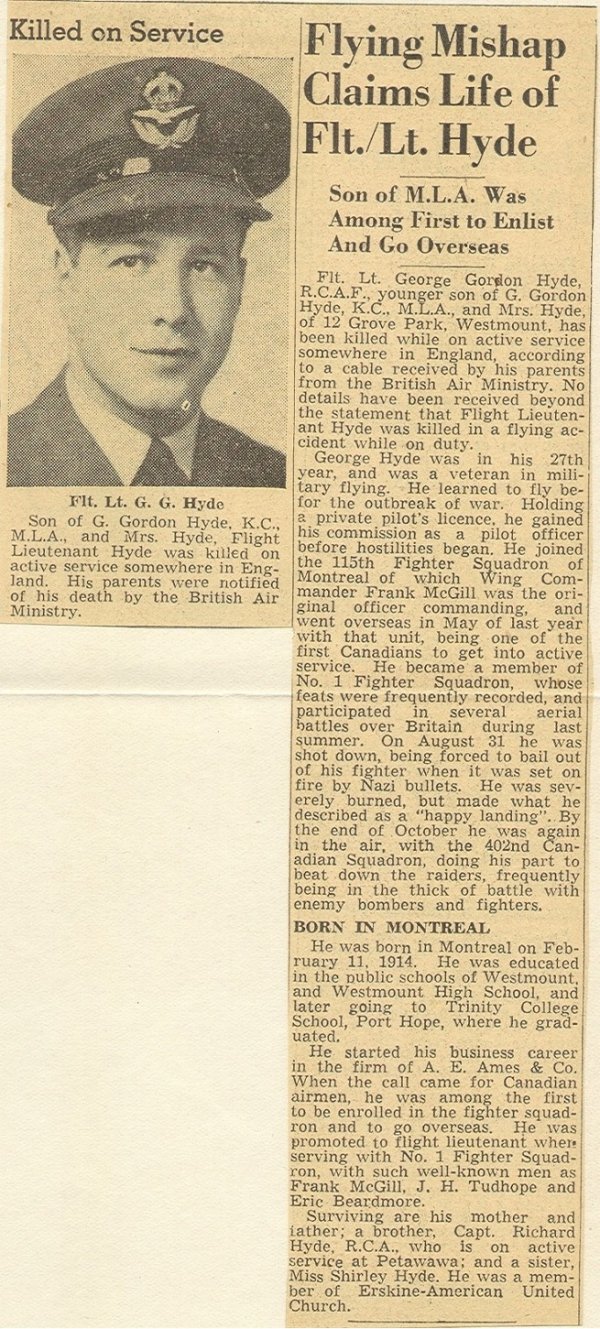 Killed on Service
Flt. Lt. G. G. Hyde
Son of G. Gordon Hyde, K.C.,
M.L.A., and Mrs. Hyde, Flight
Lieutenant Hyde was killed on
active service somewhere in Eng-
land. His parents were notified
of his death by the British Air
Ministry.
Flying Mishap
Claims Life of
Flt./Lt. Hyde
Son of M.L.A. Was
Among First to Enlist
And Go Overseas
Flt. Lt. George Gordon Hyde,
R.C.A.F., younger son of G. Gordon
Hyde, K.C., M.L.A., and Mrs. Hyde,
of 12 Grove Park, Westmount, has
been killed while on active service
somewhere in England, according
to a cable received by his parents
from the British Air Ministry. No
details have been received beyond
the statement that Flight Lieuten-
ant Hyde was killed in a flying ac-
cident while on duty.
George Hyde was in his 27th
year, and was a veteran in mili-
tary flying. He learned to fly be-
for the outbreak of war. Holding
a private pilot's licence, he gained
his commission as a pilot officer
before hostilities began. He joined
the 115th Fighter Squadron of
Montreal of which Wing Com-
mander Frank McGill was the ori-
ginal officer commanding, and
went overseas in May of last year
with that unit, being one of the
first Canadians to get into active
service. He became a member of
No. 1 Fighter Squadron, whose
feats were frequently recorded, and
participated in several aerial
battles over Britain during last
summer. On August 31 he was
shot down, being forced to bail out
of his fighter when it was set on
fire by Nazi bullets. He was sev-
erely burned, but made what he
described as a "happy landing". By
the end of October he was again
in the air, with the 402nd Can-
adian Squadron, doing his part to
beat down the raiders, frequently
being in the thick of battle with
enemy bombers and fighters.
BORN IN MONTREAL
He was born in Montreal on Feb-
ruary 11, 1914. He was educated
in the public schools of Westmount,
and Westmount High School, and
later going to Trinity College
School, Port Hope, where he grad-
uated.
He started his business career
in the firm of A. E. Ames & Co.
When the call came for Canadian
airmen, he was among the first
to be enrolled in the fighter squad-
ron and to go overseas. He was
promoted to flight lieutenant when
serving with No. 1 Fighter Squad-
ron, with such well-known men as
Frank McGill, J. H. Tudhope and
Eric Beardmore.
Surviving are his mother and
father; a brother, Capt. Richard
Hyde, R.C.A., who is on active
service at Petawawa; and a sister,
Miss Shirley Hyde. He was a mem-
ber of Erskine-American United
Church.